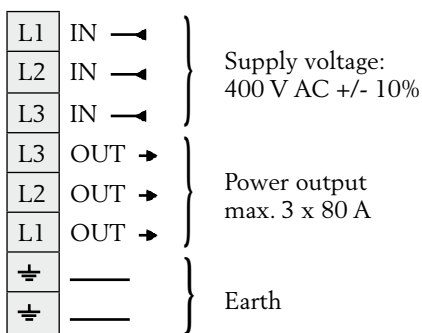 L1 IN
L2 IN
L3 IN
Supply voltage:
400 V AC +/- 10%
L3 OUT
L2 OUT
L1 OUT
Power output
max. 3 x 80 A
Earth